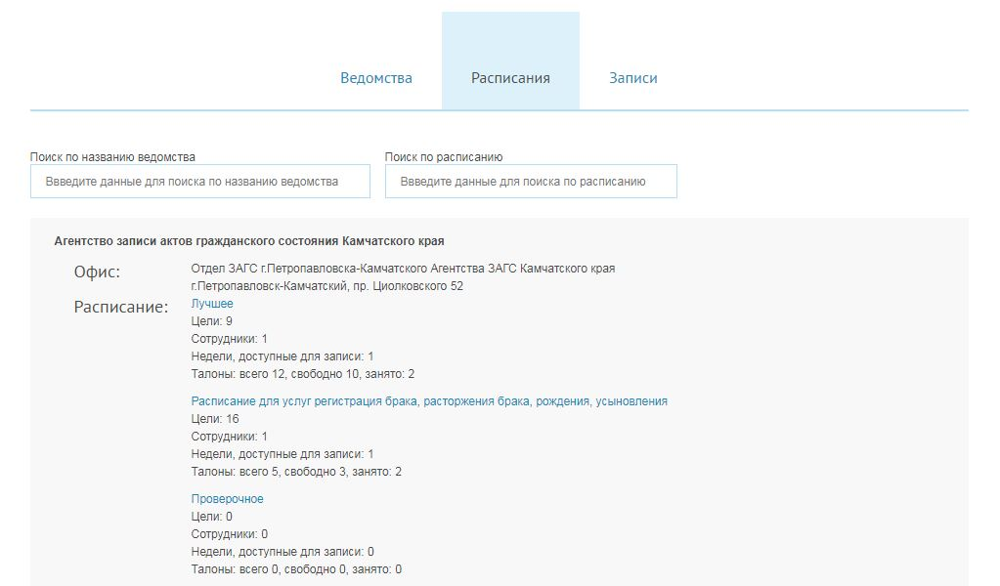 Ведомства Расписания Записи
Поиск по названию ведомства Поиск по расписанию
Ввведите данные для поиска по названию ведомства Ввведите данные для поиска по расписанию
Агентство записи актов гражданского состояния Камчатского края
Офис: Отдел ЗАГС г.Петропавловска-Камчатского Агентства ЗАГС Камчатского края
г.Петропавловск-Камчатский, пр. Циолковского 52
Расписание: Лучшее
Цели: 9
Сотрудники: 1
Недели, доступные для записи: 1
Талоны: всего 12, свободно 10, занято: 2
Расписание для услуг регистрация брака, расторжения брака, рождения, усыновления
Цели: 16
Сотрудники: 1
Недели, доступные для записи: 1
Талоны: всего 5, свободно 3, занято: 2
Проверочное
Цели: 0
Сотрудники: 0
Недели, доступные для записи: 0
Талоны: всего 0, свободно 0, занято: 0